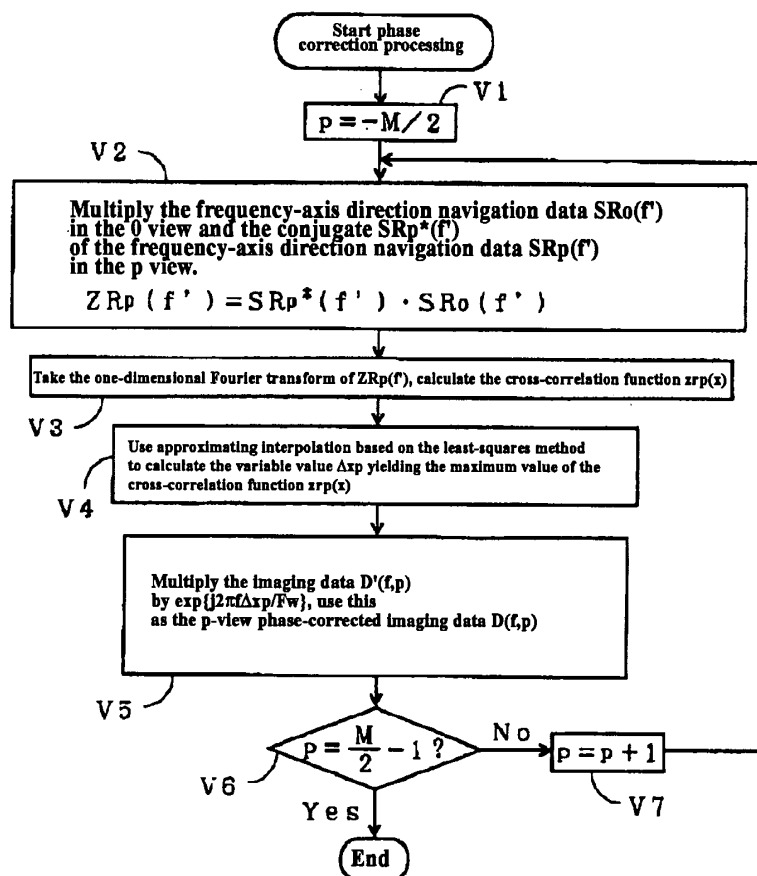 Start phase
correction processing
V1
p = -M/2
V2
Multiply the frequency-axis direction navigation data SRo(f')
in the 0 view and the conjugate SRp*(f')
of the frequency-axis direction navigation data SRp(f')
in the p view.
ZRp(f') = SRp*(f') · SRo(f')
Take the one-dimensional Fourier transform of ZRp(f'), calculate the cross-correlation function zrp(x)
V3
Use approximating interpolation based on the least-squares method
to calculate the variable value Δxp yielding the maximum value of the
cross-correlation function zrp(x)
V4
Multiply the imaging data D'(f,p)
by exp{j2πfΔxp/Fw}, use this
as the p-view phase-corrected imaging data D(f,p)
V5
P = M/2 - 1 ?
No
p = p + 1
V6
V7
Yes
End